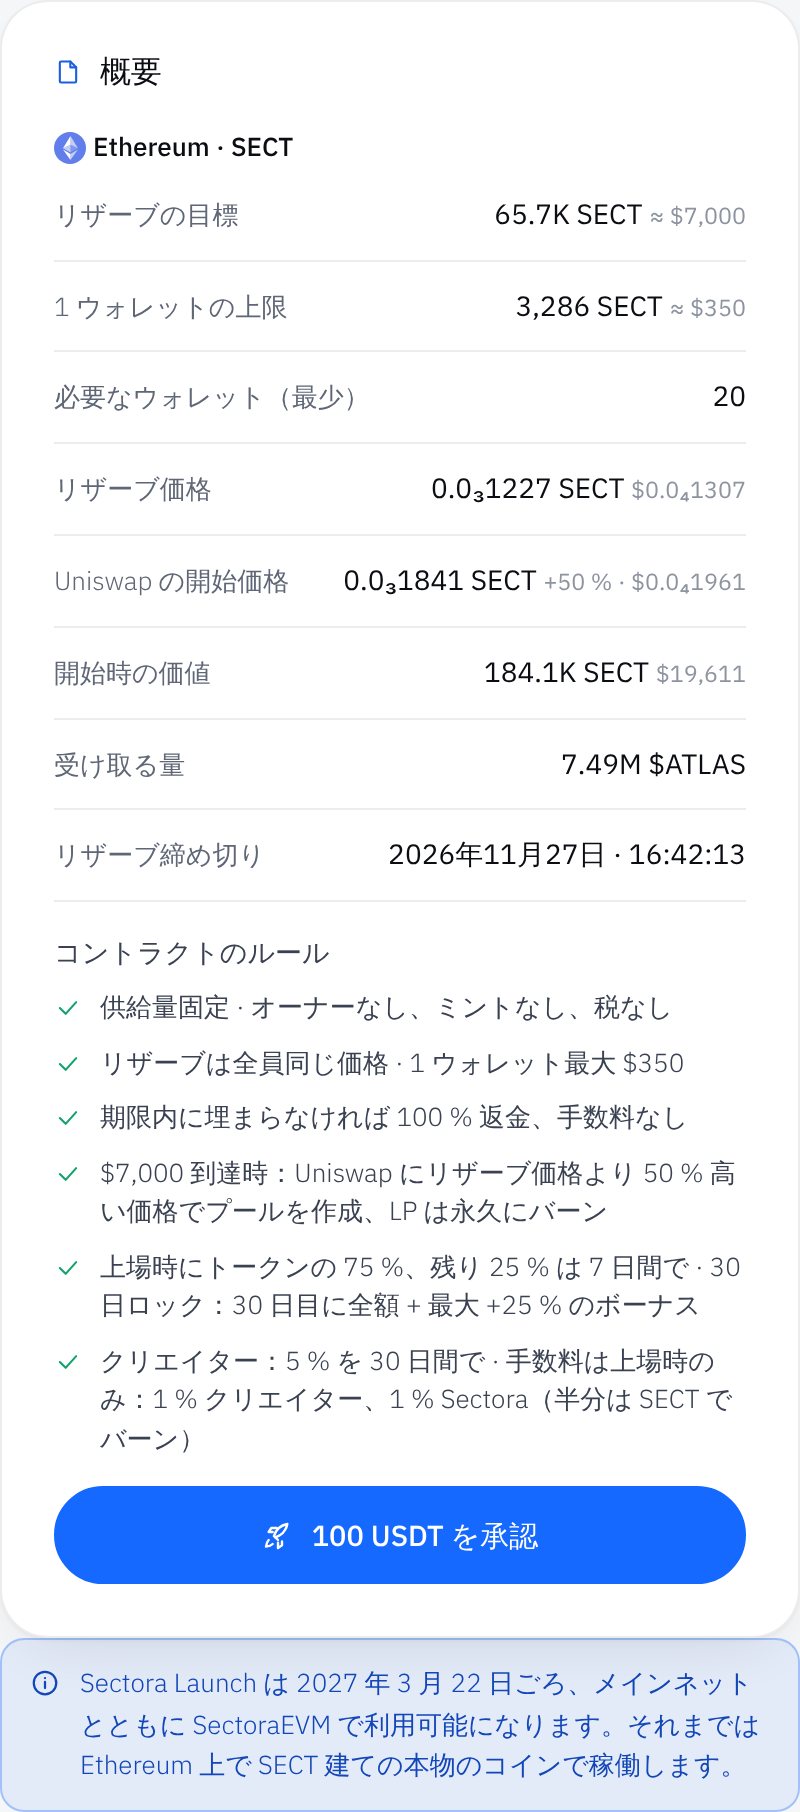 概要
Ethereum · SECT
リザーブの目標 65.7K SECT ≈ $7,000
1 ウォレットの上限 3,286 SECT ≈ $350
必要なウォレット（最少） 20
リザーブ価格 0.0₃1227 SECT $0.0₄1307
Uniswap の開始価格 0.0₃1841 SECT +50 % · $0.0₄1961
開始時の価値 184.1K SECT $19,611
受け取る量 7.49M $ATLAS
リザーブ締め切り 2026年11月27日 · 16:42:13
コントラクトのルール
供給量固定 · オーナーなし、ミントなし、税なし
リザーブは全員同じ価格 · 1 ウォレット最大 $350
期限内に埋まらなければ 100 % 返金、手数料なし
$7,000 到達時：Uniswap にリザーブ価格より 50 % 高
い価格でプールを作成、LP は永久にバーン
上場時にトークンの 75 %、残り 25 % は 7 日間で · 30
日ロック：30 日目に全額 + 最大 +25 % のボーナス
クリエイター：5 % を 30 日間で · 手数料は上場時の
み：1 % クリエイター、1 % Sectora（半分は SECT で
バーン）
100 USDT を承認
Sectora Launch は 2027 年 3 月 22 日ごろ、メインネット
とともに SectoraEVM で利用可能になります。それまでは
Ethereum 上で SECT 建ての本物のコインで稼働します。